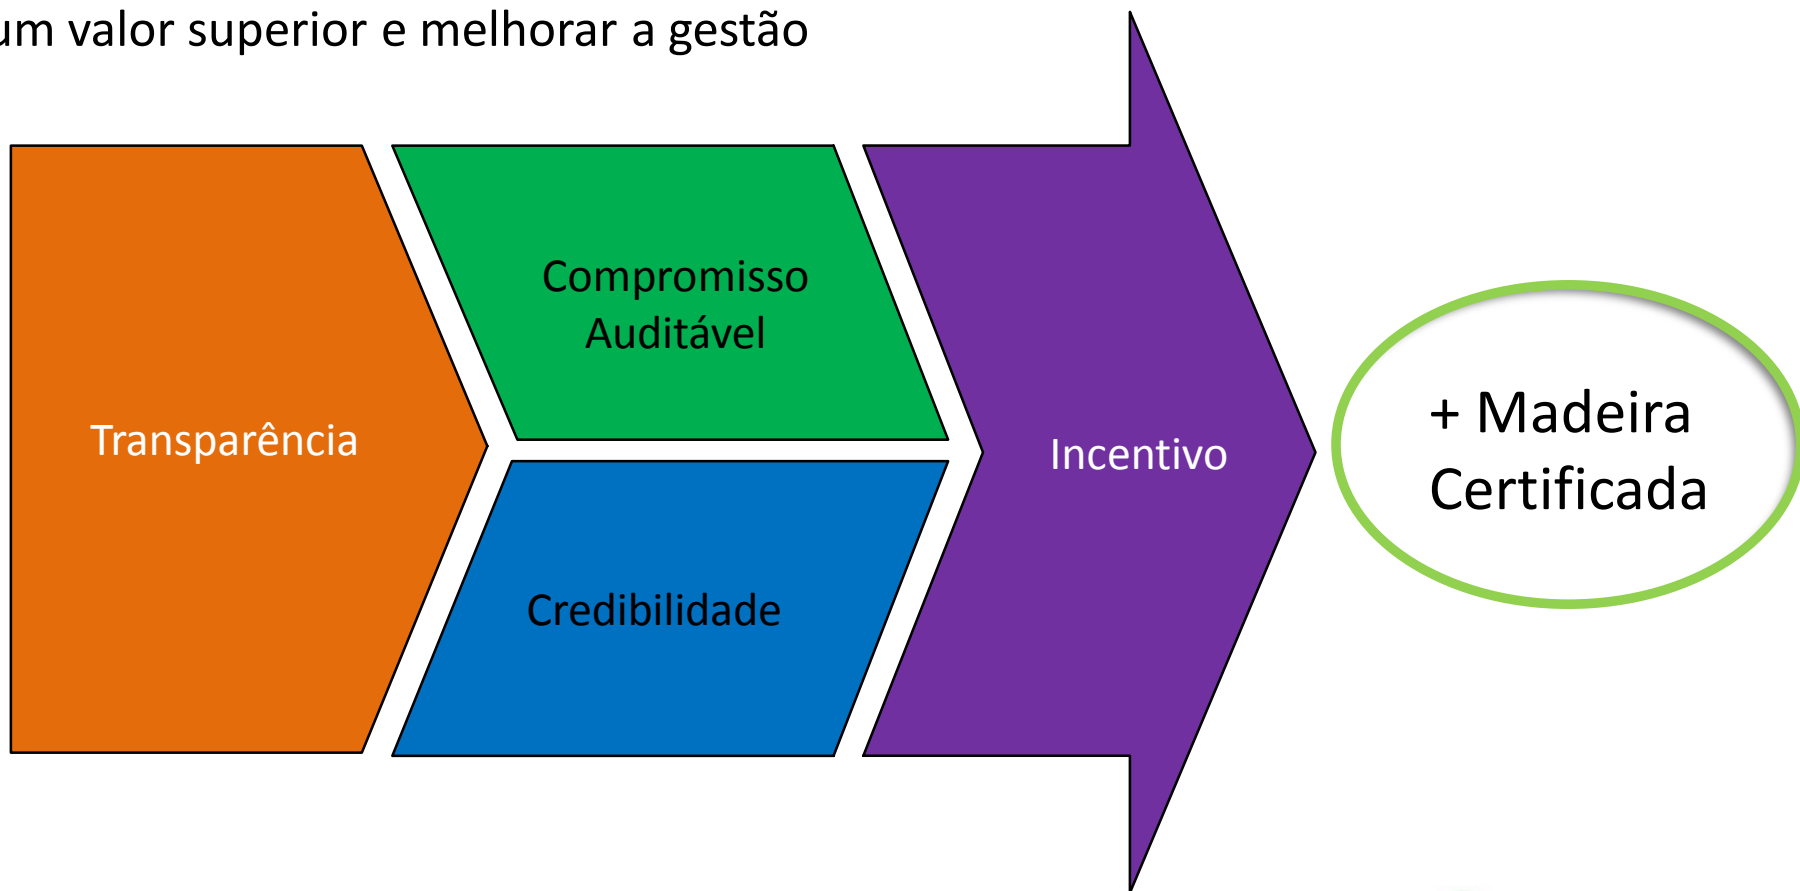 um valor superior e melhorar a gestão
Transparência
Compromisso
Auditável
Credibilidade
Incentivo
+ Madeira
Certificada